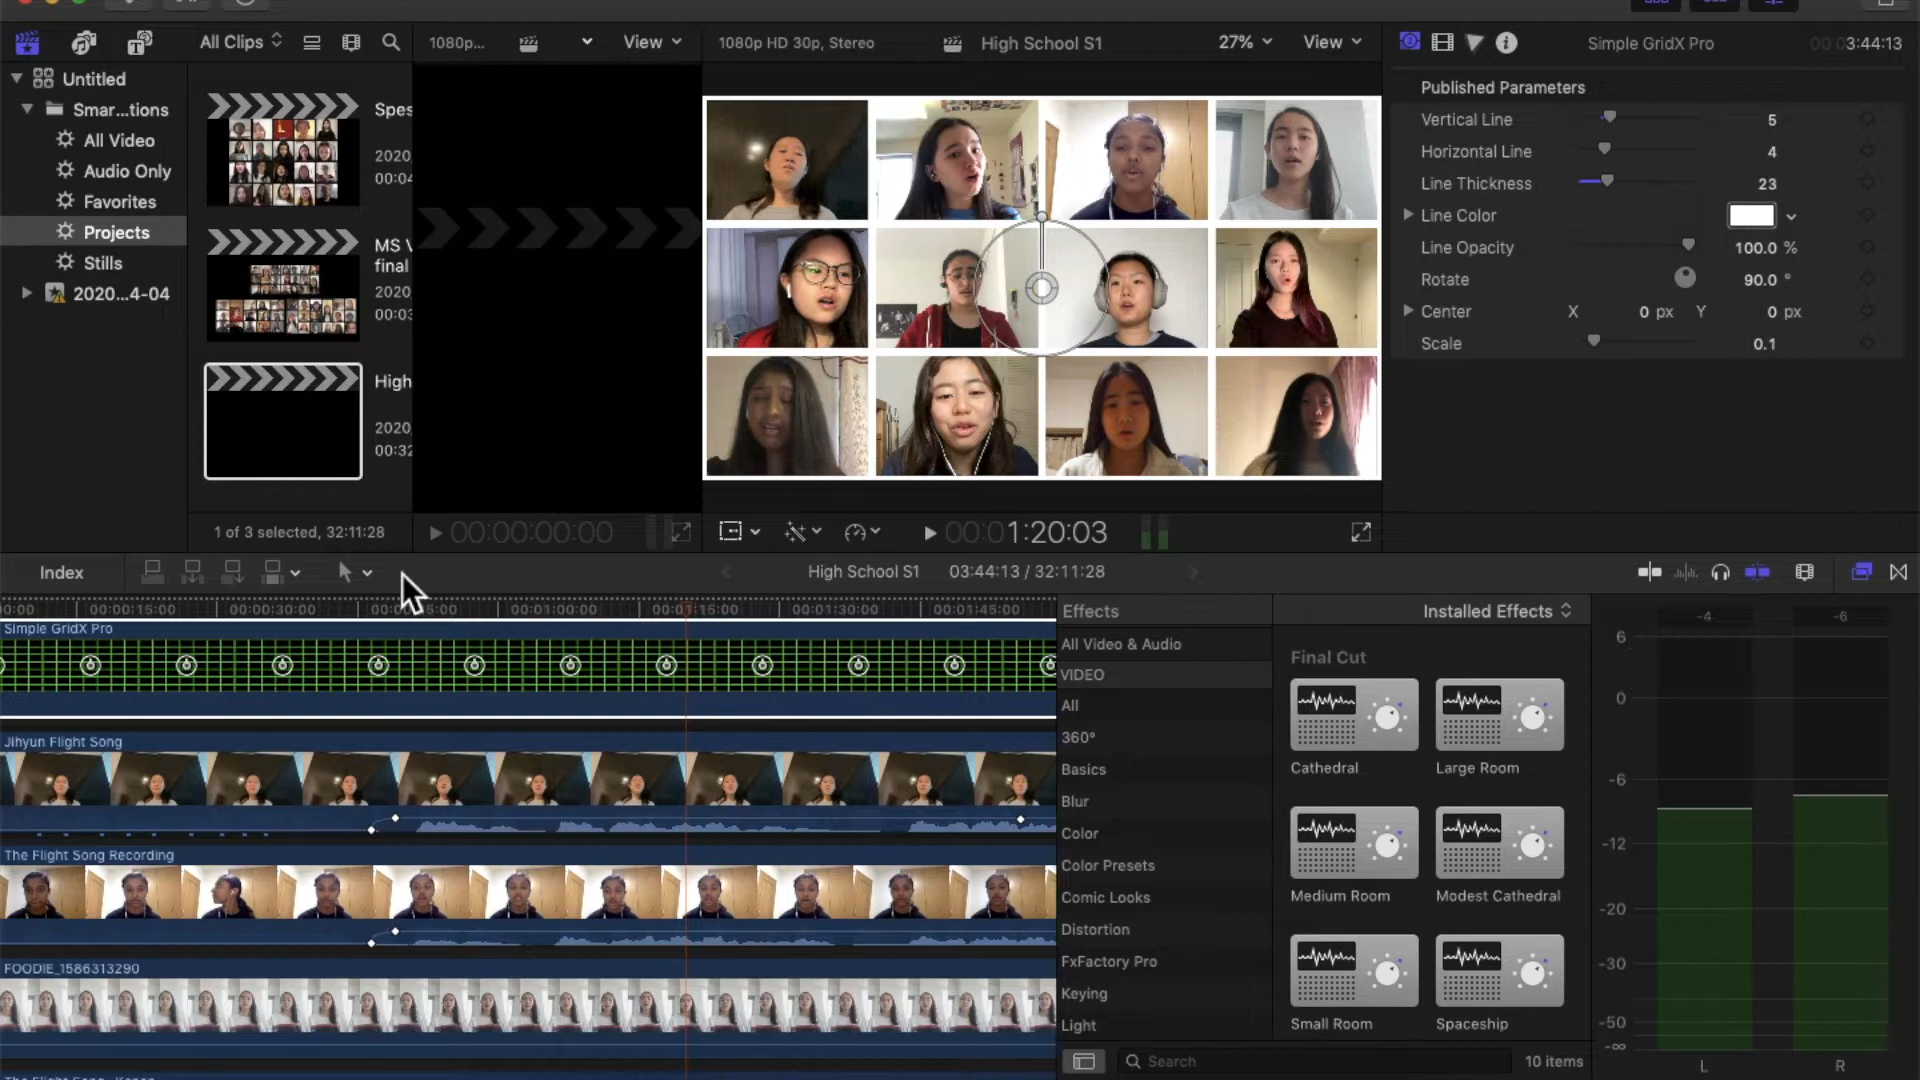 All Clips
1080p...
View
1080p HD 30p, Stereo
High School S1
27%
View
Simple GridX Pro
00:03:44:13
Untitled
Smar...tions
All Video
Audio Only
Favorites
Projects
Stills
2020...4-04
Spes
2020
00:04
MS V
final
2020
00:03
High
2020
00:32
1 of 3 selected, 32:11:28
Published Parameters
Vertical Line 5
Horizontal Line 4
Line Thickness 23
Line Color
Line Opacity 100.0 %
Rotate 90.0 °
Center X 0 px Y 0 px
Scale 0.1
00:00:00:00
00:01:20:03
Index
High School S1 03:44:13 / 32:11:28
00:00:15:00
00:00:30:00
00:01:00:00
00:01:15:00
00:01:30:00
00:01:45:00
Simple GridX Pro
Jihyun Flight Song
The Flight Song Recording
FOODIE_1586313290
Effects
Installed Effects
All Video & Audio
VIDEO
All
360°
Basics
Blur
Color
Color Presets
Comic Looks
Distortion
FxFactory Pro
Keying
Light
Final Cut
Cathedral
Large Room
Medium Room
Modest Cathedral
Small Room
Spaceship
Search
10 items
-4
-6
6
0
-6
-12
-20
-30
-50
-∞
L
R